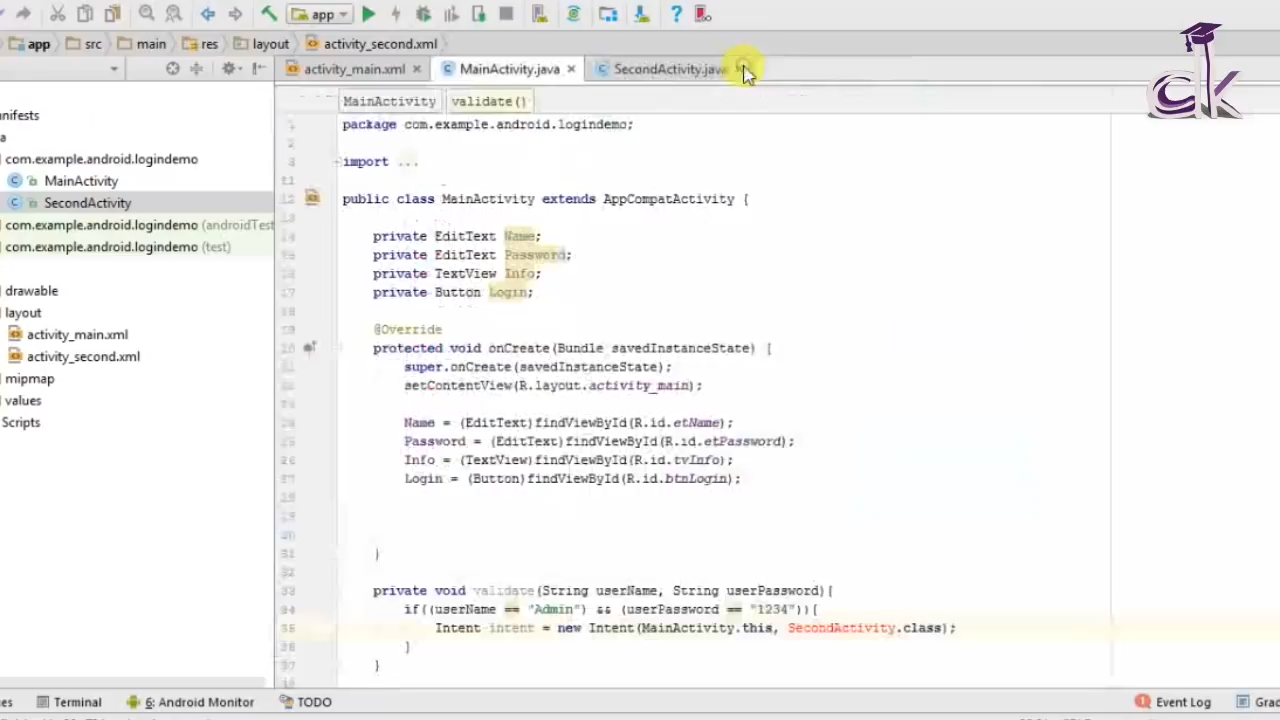 app
app src main res layout activity_second.xml
activity_main.xml MainActivity.java SecondActivity.java
ck
MainActivity validate()
nifests
a
com.example.android.logindemo
MainActivity
SecondActivity
com.example.android.logindemo (androidTest
com.example.android.logindemo (test)
drawable
layout
activity_main.xml
activity_second.xml
mipmap
values
Scripts
package com.example.android.logindemo;
import ...
public class MainActivity extends AppCompatActivity {
private EditText Name;
private EditText Password;
private TextView Info;
private Button Login;
@Override
protected void onCreate(Bundle savedInstanceState) {
super.onCreate(savedInstanceState);
setContentView(R.layout.activity_main);
Name = (EditText)findViewById(R.id.etName);
Password = (EditText)findViewById(R.id.etPassword);
Info = (TextView)findViewById(R.id.tvInfo);
Login = (Button)findViewById(R.id.btnLogin);
}
private void validate(String userName, String userPassword){
if((userName == "Admin") && (userPassword == "1234")){
Intent intent = new Intent(MainActivity.this, SecondActivity.class);
}
}
Terminal 6: Android Monitor TODO Event Log Grad